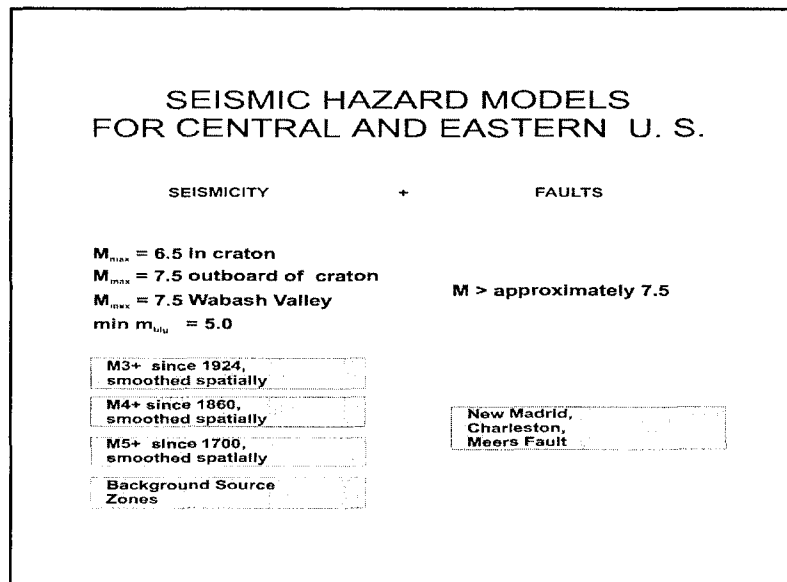 SEISMIC HAZARD MODELS
FOR CENTRAL AND EASTERN U. S.
SEISMICITY + FAULTS
Mmax = 6.5 in craton
Mmax = 7.5 outboard of craton
Mmax = 7.5 Wabash Valley
min mblg = 5.0
M > approximately 7.5
M3+ since 1924,
smoothed spatially
M4+ since 1860,
smoothed spatially
M5+ since 1700,
smoothed spatially
Background Source
Zones
New Madrid,
Charleston,
Meers Fault